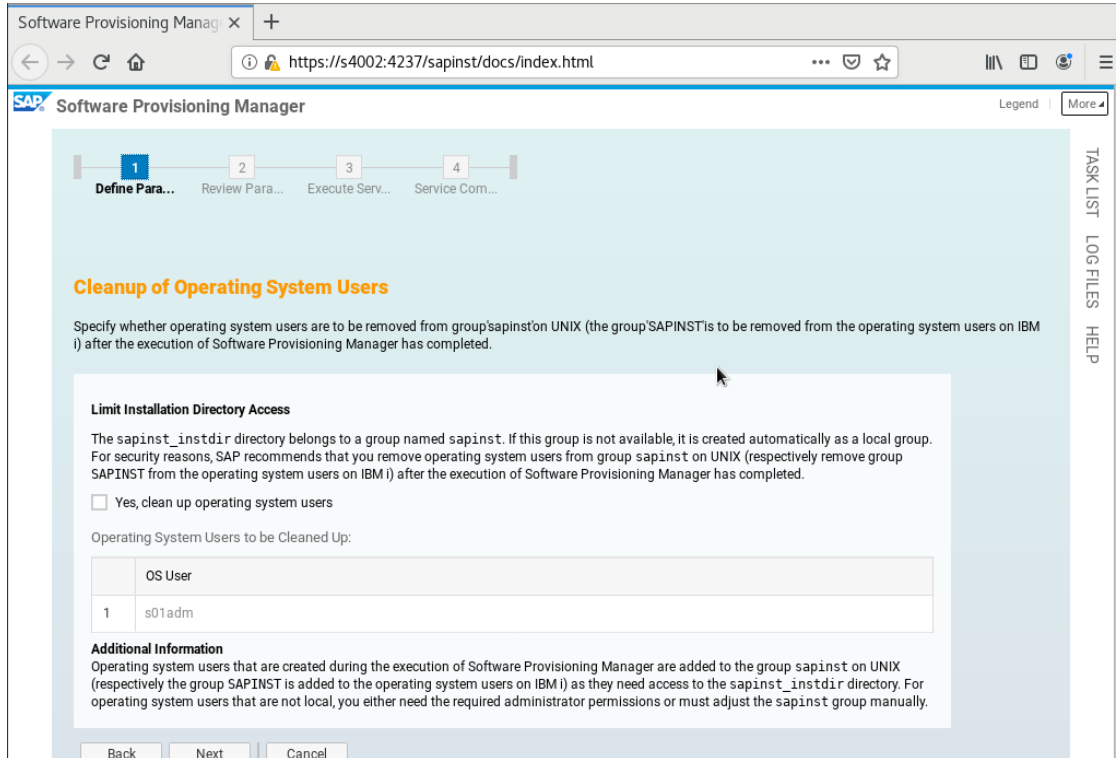 Software Provisioning Manag
https://s4002:4237/sapinst/docs/index.html
SAP Software Provisioning Manager
Legend
More
TASK LIST
LOG FILES
HELP
1
2
3
4
Define Para...
Review Para...
Execute Serv...
Service Com...
Cleanup of Operating System Users
Specify whether operating system users are to be removed from group'sapinst'on UNIX (the group'SAPINST'is to be removed from the operating system users on IBM
i) after the execution of Software Provisioning Manager has completed.
Limit Installation Directory Access
The sapinst_instdir directory belongs to a group named sapinst. If this group is not available, it is created automatically as a local group.
For security reasons, SAP recommends that you remove operating system users from group sapinst on UNIX (respectively remove group
SAPINST from the operating system users on IBM i) after the execution of Software Provisioning Manager has completed.
Yes, clean up operating system users
Operating System Users to be Cleaned Up:
OS User
1 s01adm
Additional Information
Operating system users that are created during the execution of Software Provisioning Manager are added to the group sapinst on UNIX
(respectively the group SAPINST is added to the operating system users on IBM i) as they need access to the sapinst_instdir directory. For
operating system users that are not local, you either need the required administrator permissions or must adjust the sapinst group manually.
Back
Next
Cancel